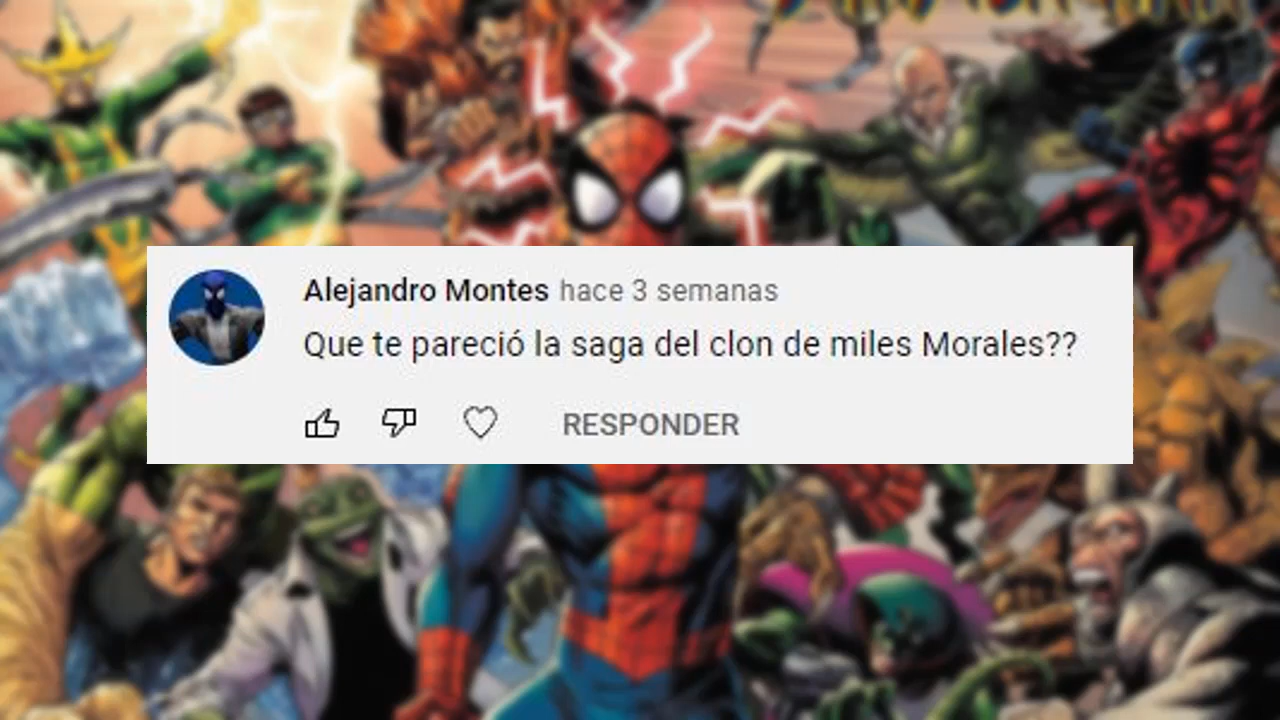 Alejandro Montes hace 3 semanas
Que te pareció la saga del clon de miles Morales??
RESPONDER